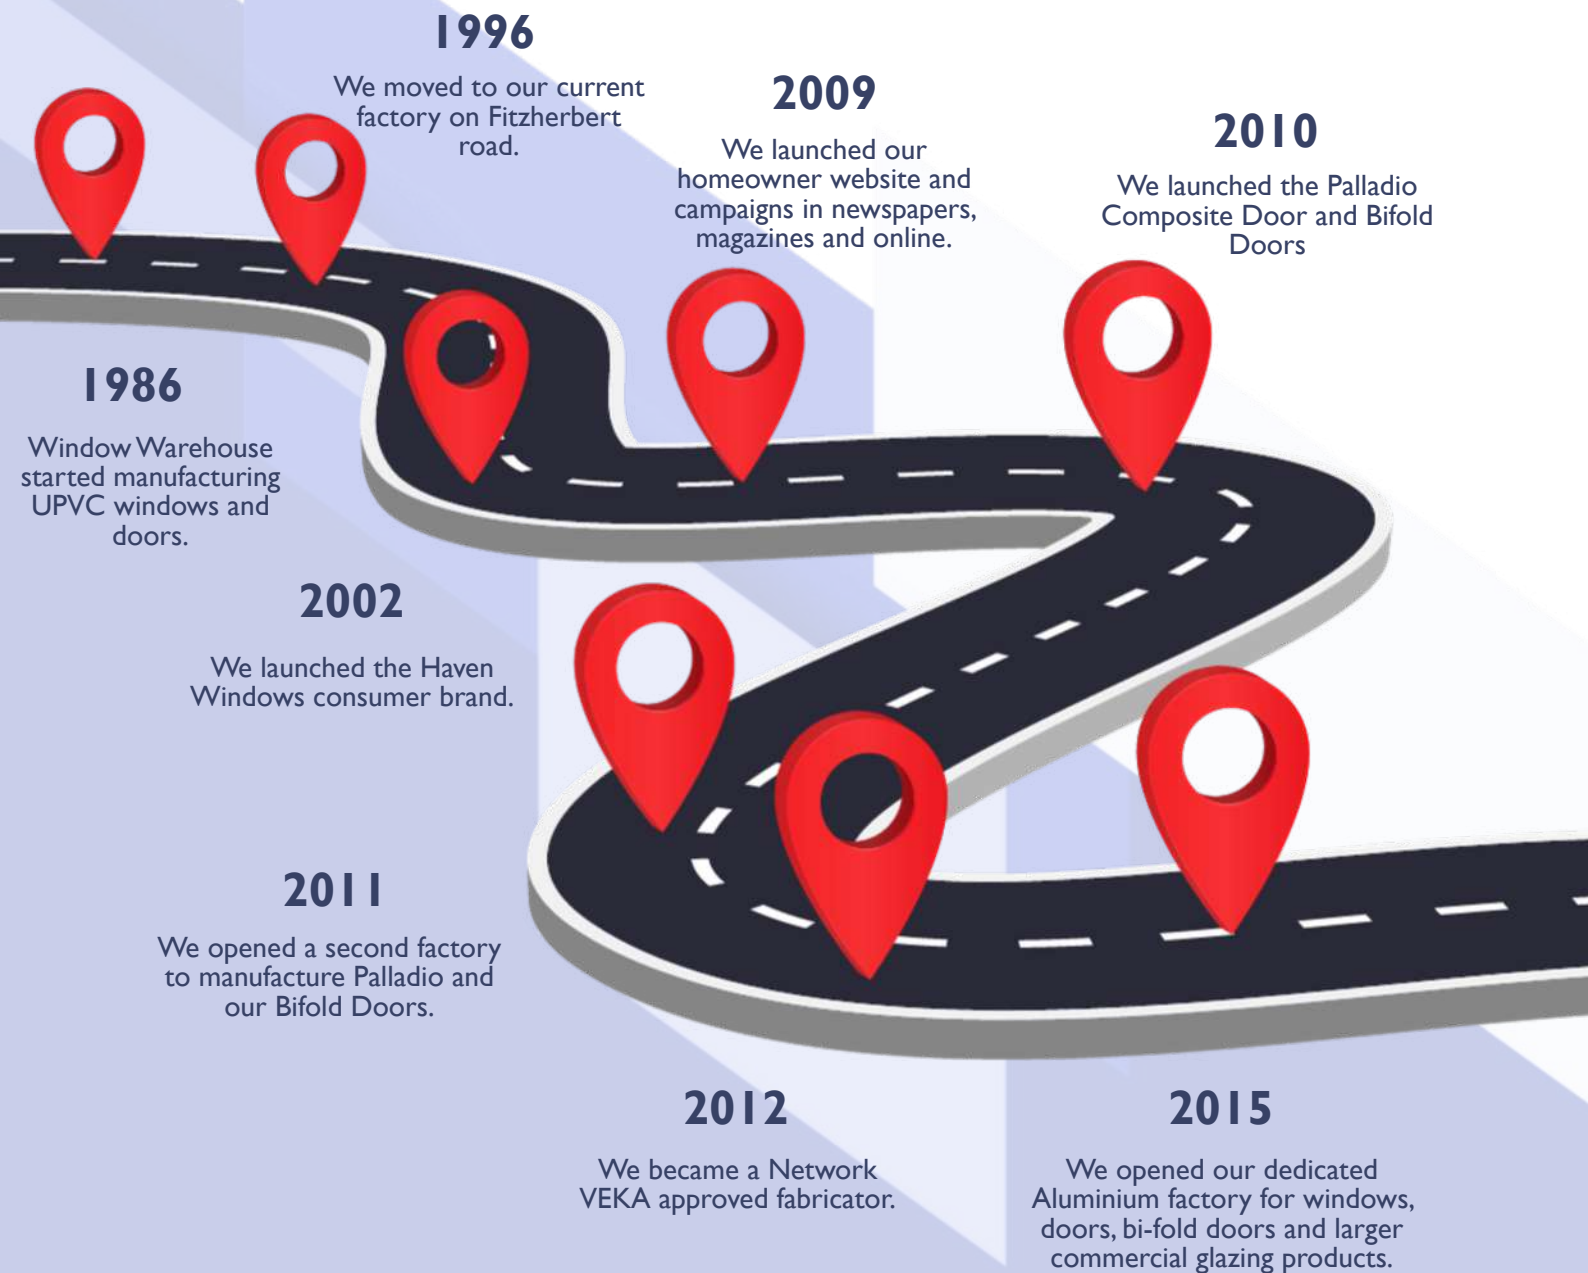 1996
We moved to our current
factory on Fitzherbert
road.
2009
We launched our
homeowner website and
campaigns in newspapers,
magazines and online.
2010
We launched the Palladio
Composite Door and Bifold
Doors
1986
Window Warehouse
started manufacturing
UPVC windows and
doors.
2002
We launched the Haven
Windows consumer brand.
2011
We opened a second factory
to manufacture Palladio and
our Bifold Doors.
2012
We became a Network
VEKA approved fabricator.
2015
We opened our dedicated
Aluminium factory for windows,
doors, bi-fold doors and larger
commercial glazing products.